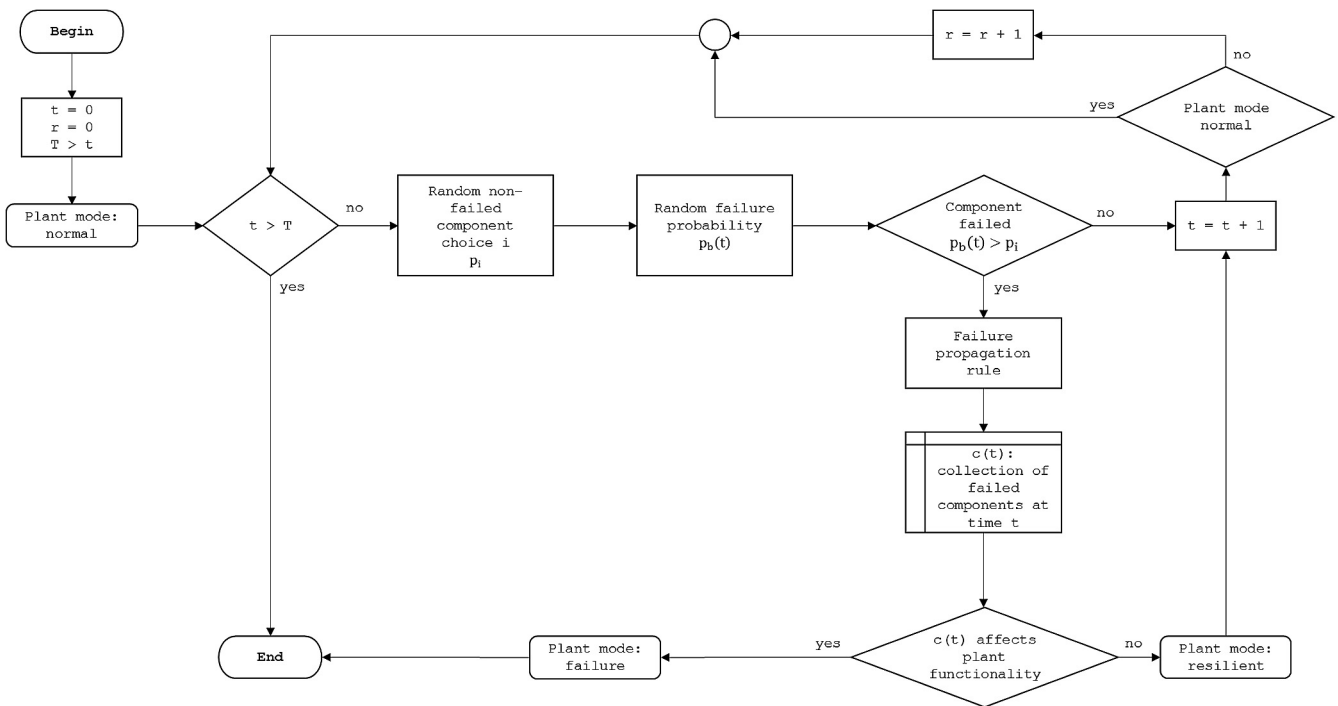 Begin
t = 0
r = 0
T > t
Plant mode:
normal
t > T
no
yes
Random non-
failed
component
choice i
p_i
Random failure
probability
p_b(t)
Component
failed
p_b(t) > p_i
no
yes
t = t + 1
Plant mode
normal
no
yes
r = r + 1
Failure
propagation
rule
c(t):
collection of
failed
components at
time t
c(t) affects
plant
functionality
yes
no
Plant mode:
failure
Plant mode:
resilient
End